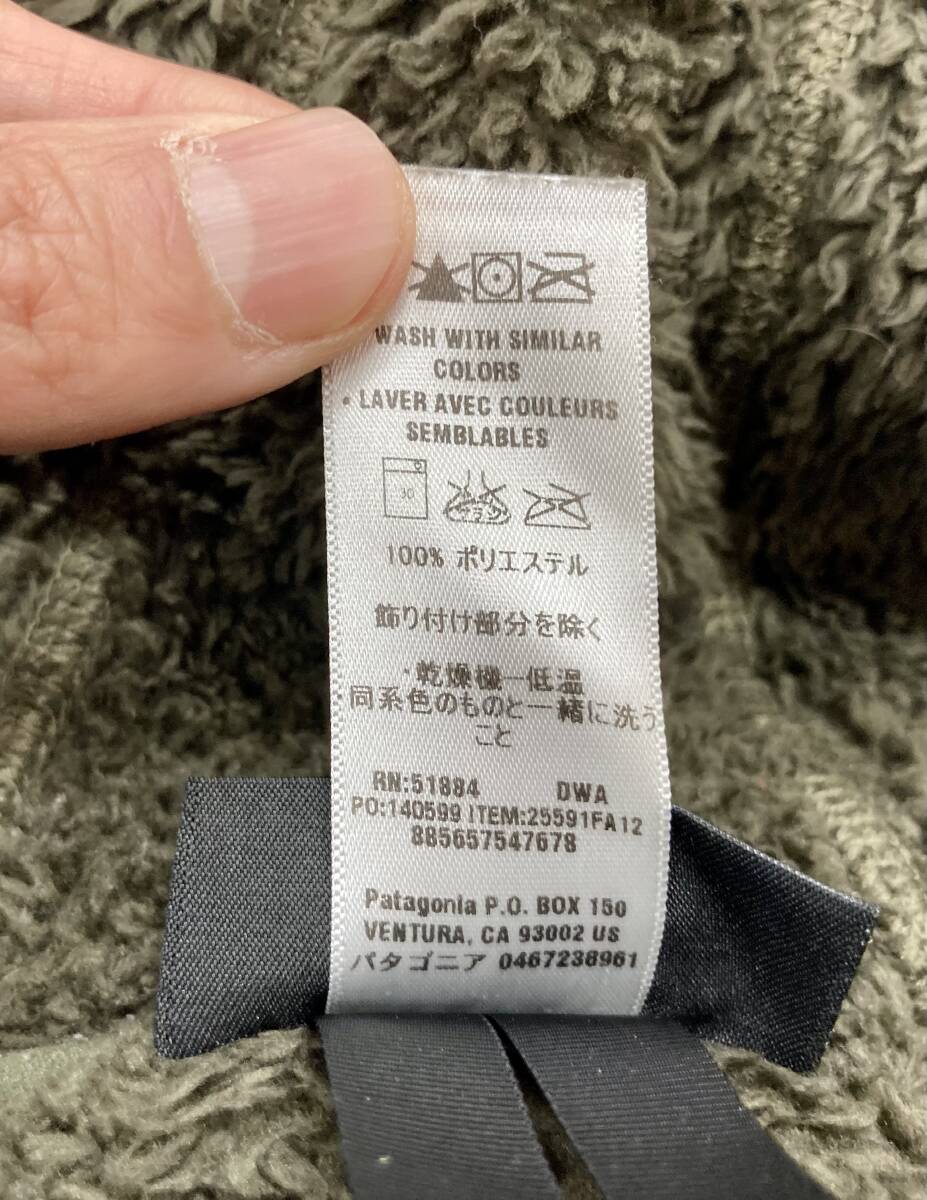 WASH WITH SIMILAR
COLORS
• LAVER AVEC COULEURS
SEMBLABLES
30
100% ポリエステル
飾り付け部分を除く
・乾燥機ー低温
同系色のものと一緒に洗う
こと
RN:51884 DWA
PO:140599 ITEM:25591FA12
885657547678
Patagonia P.O. BOX 150
VENTURA, CA 93002 US
パタゴニア 0467238961